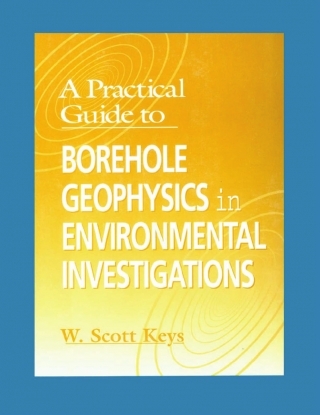 A Practical
Guide to
BOREHOLE
GEOPHYSICS in
ENVIRONMENTAL
INVESTIGATIONS
W. Scott Keys